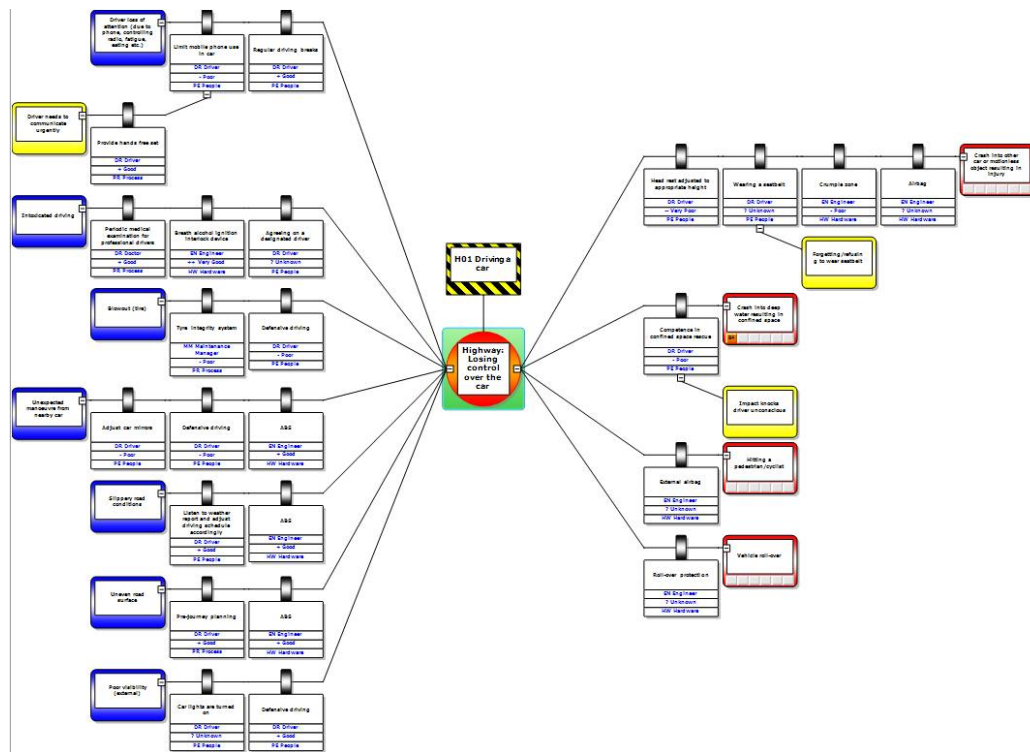 Driver loss of
attention (due to
phone, controlling
radio, fatigue,
eating etc.)
Limit mobile phone use
in car
DR Driver
- Poor
PE People
Regular driving breaks
DR Driver
+ Good
PE People
Driver needs to
communicate
urgently
Provide hands free set
DR Driver
+ Good
PR Process
Intoxicated driving
Periodic medical
examination for
professional drivers
DR Doctor
+ Good
PR Process
Breath alcohol ignition
interlock device
EN Engineer
++ Very Good
HW Hardware
Agreeing on a
designated driver
DR Driver
? Unknown
PE People
Blowout (tire)
Tyre integrity system
MM Maintenance
Manager
- Poor
PR Process
Defensive driving
DR Driver
- Poor
PE People
Unexpected
manoeuvre from
nearby car
Adjust car mirrors
DR Driver
- Poor
PE People
Defensive driving
DR Driver
- Poor
PE People
ABS
EN Engineer
+ Good
HW Hardware
Slippery road
conditions
Listen to weather
report and adjust
driving schedule
accordingly
DR Driver
+ Good
PE People
ABS
EN Engineer
+ Good
HW Hardware
Uneven road
surface
Pre-journey planning
DR Driver
+ Good
PR Process
ABS
EN Engineer
+ Good
HW Hardware
Poor visibility
(external)
Car lights are turned
on
DR Driver
? Unknown
PE People
Defensive driving
DR Driver
+ Good
PE People
H01 Driving a
car
Highway:
Losing
control
over the
car
Head rest adjusted to
appropriate height
DR Driver
-- Very Poor
PE People
Wearing a seatbelt
DR Driver
? Unknown
PE People
Crumple zone
EN Engineer
- Poor
HW Hardware
Airbag
EN Engineer
? Unknown
HW Hardware
Crash into other
car or motionless
object resulting in
injury
Forgetting/refusin
g to wear seatbelt
Competence in
confined space rescue
DR Driver
- Poor
PE People
Crash into deep
water resulting in
confined space
Impact knocks
driver unconscious
External airbag
EN Engineer
? Unknown
HW Hardware
Hitting a
pedestrian/cyclist
Roll-over protection
EN Engineer
? Unknown
HW Hardware
Vehicle roll-over